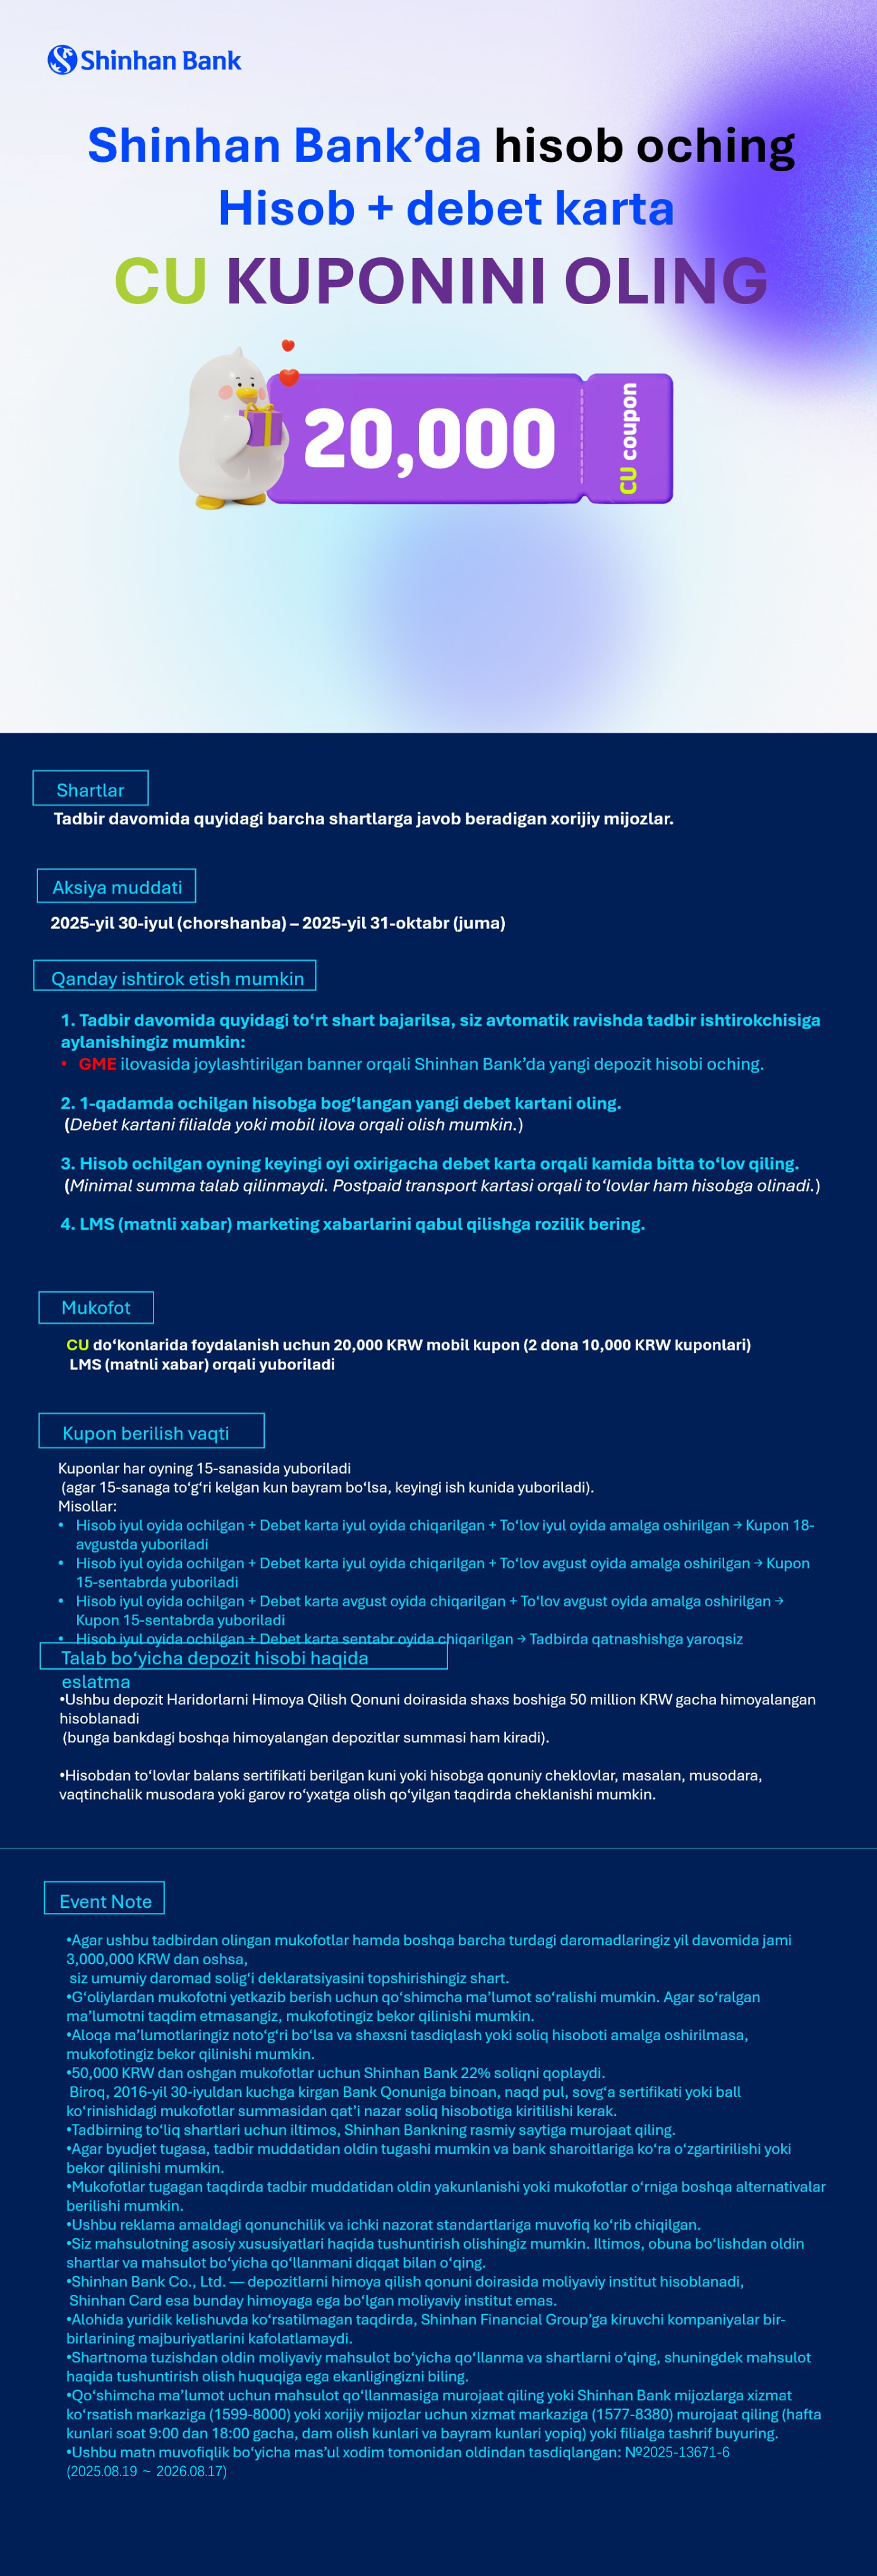 Shinhan Bank
Shinhan Bank’da hisob oching
Hisob + debet karta
CU KUPONINI OLING
20,000
CU coupon
Shartlar
Tadbir davomida quyidagi barcha shartlarga javob beradigan xorijiy mijozlar.
Aksiya muddati
2025-yil 30-iyul (chorshanba) – 2025-yil 31-oktabr (juma)
Qanday ishtirok etish mumkin
1. Tadbir davomida quyidagi to‘rt shart bajarilsa, siz avtomatik ravishda tadbir ishtirokchisiga
aylanishingiz mumkin:
• GME ilovasida joylashtirilgan banner orqali Shinhan Bank’da yangi depozit hisobi oching.
2. 1-qadamda ochilgan hisobga bog‘langan yangi debet kartani oling.
(Debet kartani filialda yoki mobil ilova orqali olish mumkin.)
3. Hisob ochilgan oyning keyingi oyi oxirigacha debet karta orqali kamida bitta to‘lov qiling.
(Minimal summa talab qilinmaydi. Postpaid transport kartasi orqali to‘lovlar ham hisobga olinadi.)
4. LMS (matnli xabar) marketing xabarlarini qabul qilishga rozilik bering.
Mukofot
CU do‘konlarida foydalanish uchun 20,000 KRW mobil kupon (2 dona 10,000 KRW kuponlari)
LMS (matnli xabar) orqali yuboriladi
Kupon berilish vaqti
Kuponlar har oyning 15-sanasida yuboriladi
(agar 15-sanaga to‘g‘ri kelgan kun bayram bo‘lsa, keyingi ish kunida yuboriladi).
Misollar:
• Hisob iyul oyida ochilgan + Debet karta iyul oyida chiqarilgan + To‘lov iyul oyida amalga oshirilgan → Kupon 18-
avgustda yuboriladi
• Hisob iyul oyida ochilgan + Debet karta iyul oyida chiqarilgan + To‘lov avgust oyida amalga oshirilgan → Kupon
15-sentabrda yuboriladi
• Hisob iyul oyida ochilgan + Debet karta avgust oyida chiqarilgan + To‘lov avgust oyida amalga oshirilgan →
Kupon 15-sentabrda yuboriladi
• Hisob iyul oyida ochilgan + Debet karta sentabr oyida chiqarilgan → Tadbirda qatnashishga yaroqsiz
Talab bo‘yicha depozit hisobi haqida
eslatma
•Ushbu depozit Haridorlarni Himoya Qilish Qonuni doirasida shaxs boshiga 50 million KRW gacha himoyalangan
hisoblanadi
(bunga bankdagi boshqa himoyalangan depozitlar summasi ham kiradi).
•Hisobdan to‘lovlar balans sertifikati berilgan kuni yoki hisobga qonuniy cheklovlar, masalan, musodara,
vaqtinchalik musodara yoki garov ro‘yxatga olish qo‘yilgan taqdirda cheklanishi mumkin.
Event Note
•Agar ushbu tadbirdan olingan mukofotlar hamda boshqa barcha turdagi daromadlaringiz yil davomida jami
3,000,000 KRW dan oshsa,
siz umumiy daromad solig‘i deklaratsiyasini topshirishingiz shart.
•G‘oliylardan mukofotni yetkazib berish uchun qo‘shimcha ma’lumot so‘ralishi mumkin. Agar so‘ralgan
ma’lumotni taqdim etmasangiz, mukofotingiz bekor qilinishi mumkin.
•Aloqa ma’lumotlaringiz noto‘g‘ri bo‘lsa va shaxsni tasdiqlash yoki soliq hisoboti amalga oshirilmasa,
mukofotingiz bekor qilinishi mumkin.
•50,000 KRW dan oshgan mukofotlar uchun Shinhan Bank 22% soliqni qoplaydi.
Biroq, 2016-yil 30-iyuldan kuchga kirgan Bank Qonuniga binoan, naqd pul, sovg‘a sertifikati yoki ball
ko‘rinishidagi mukofotlar summasidan qat’i nazar soliq hisobotiga kiritilishi kerak.
•Tadbirning to‘liq shartlari uchun iltimos, Shinhan Bankning rasmiy saytiga murojaat qiling.
•Agar byudjet tugasa, tadbir muddatidan oldin tugashi mumkin va bank sharoitlariga ko‘ra o‘zgartirilishi yoki
bekor qilinishi mumkin.
•Mukofotlar tugagan taqdirda tadbir muddatidan oldin yakunlanishi yoki mukofotlar o‘rniga boshqa alternativalar
berilishi mumkin.
•Ushbu reklama amaldagi qonunchilik va ichki nazorat standartlariga muvofiq ko‘rib chiqilgan.
•Siz mahsulotning asosiy xususiyatlari haqida tushuntirish olishingiz mumkin. Iltimos, obuna bo‘lishdan oldin
shartlar va mahsulot bo‘yicha qo‘llanmani diqqat bilan o‘qing.
•Shinhan Bank Co., Ltd. — depozitlarni himoya qilish qonuni doirasida moliyaviy institut hisoblanadi,
Shinhan Card esa bunday himoyaga ega bo‘lgan moliyaviy institut emas.
•Alohida yuridik kelishuvda ko‘rsatilmagan taqdirda, Shinhan Financial Group’ga kiruvchi kompaniyalar bir-
birlarining majburiyatlarini kafolatlamaydi.
•Shartnoma tuzishdan oldin moliyaviy mahsulot bo‘yicha qo‘llanma va shartlarni o‘qing, shuningdek mahsulot
haqida tushuntirish olish huquqiga ega ekanligingizni biling.
•Qo‘shimcha ma’lumot uchun mahsulot qo‘llanmasiga murojaat qiling yoki Shinhan Bank mijozlarga xizmat
ko‘rsatish markaziga (1599-8000) yoki xorijiy mijozlar uchun xizmat markaziga (1577-8380) murojaat qiling (hafta
kunlari soat 9:00 dan 18:00 gacha, dam olish kunlari va bayram kunlari yopiq) yoki filialga tashrif buyuring.
•Ushbu matn muvofiqlik bo‘yicha mas’ul xodim tomonidan oldindan tasdiqlangan: №2025-13671-6
(2025.08.19 ~ 2026.08.17)